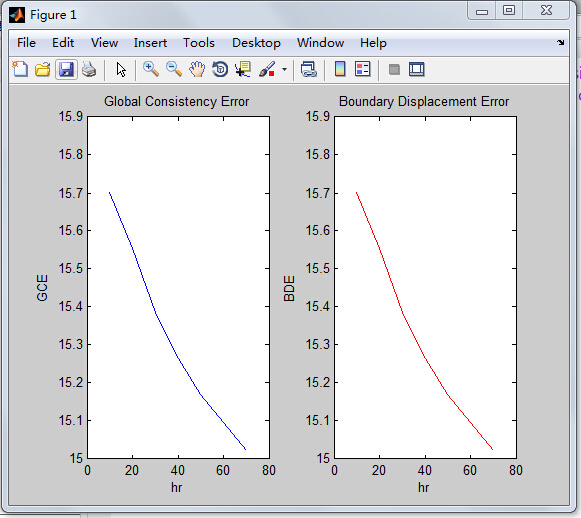 Figure 1
File Edit View Insert Tools Desktop Window Help
Global Consistency Error
15.9
15.8
15.7
15.6
15.5
15.4
15.3
15.2
15.1
15
GCE
0 20 40 60 80
hr
Boundary Displacement Error
15.9
15.8
15.7
15.6
15.5
15.4
15.3
15.2
15.1
15
BDE
0 20 40 60 80
hr